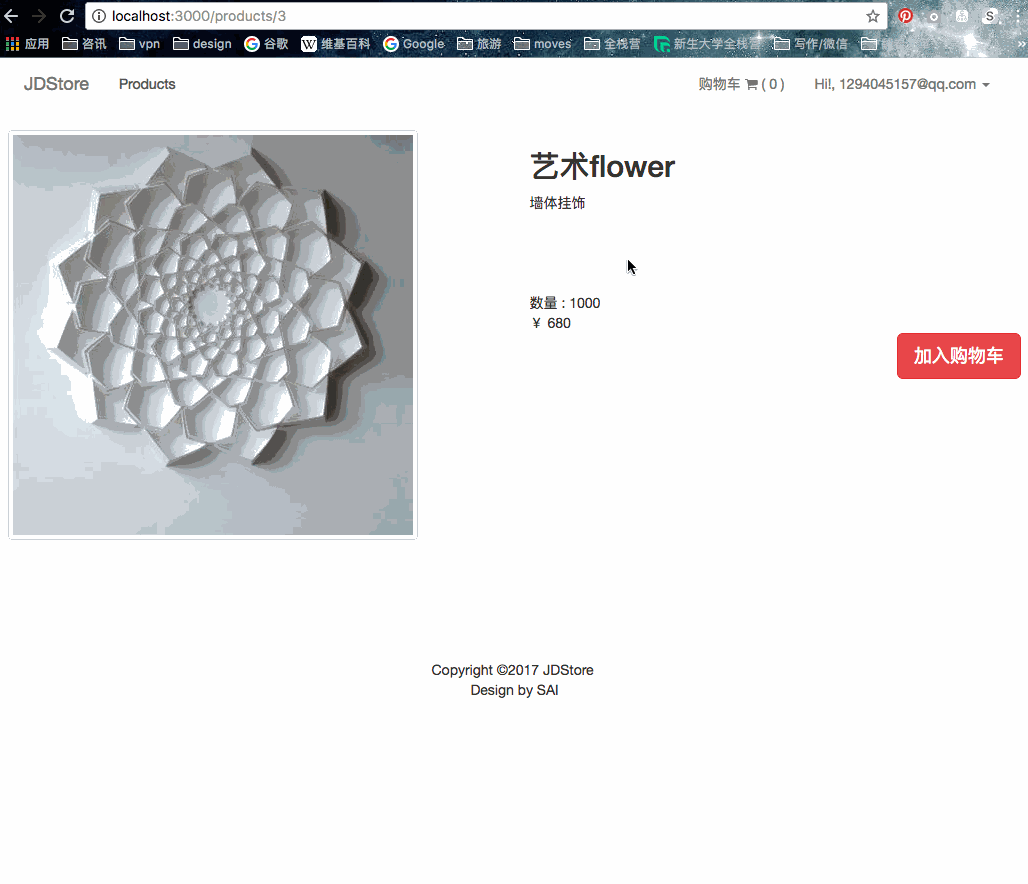 localhost:3000/products/3
应用 咨讯 vpn design 谷歌 维基百科 Google 旅游 moves 全栈营 新生大学全栈营 写作/微信 »
JDStore Products 购物车 ( 0 ) Hi!, 1294045157@qq.com
艺术flower
墙体挂饰
数量 : 1000
￥ 680
加入购物车
Copyright ©2017 JDStore
Design by SAI